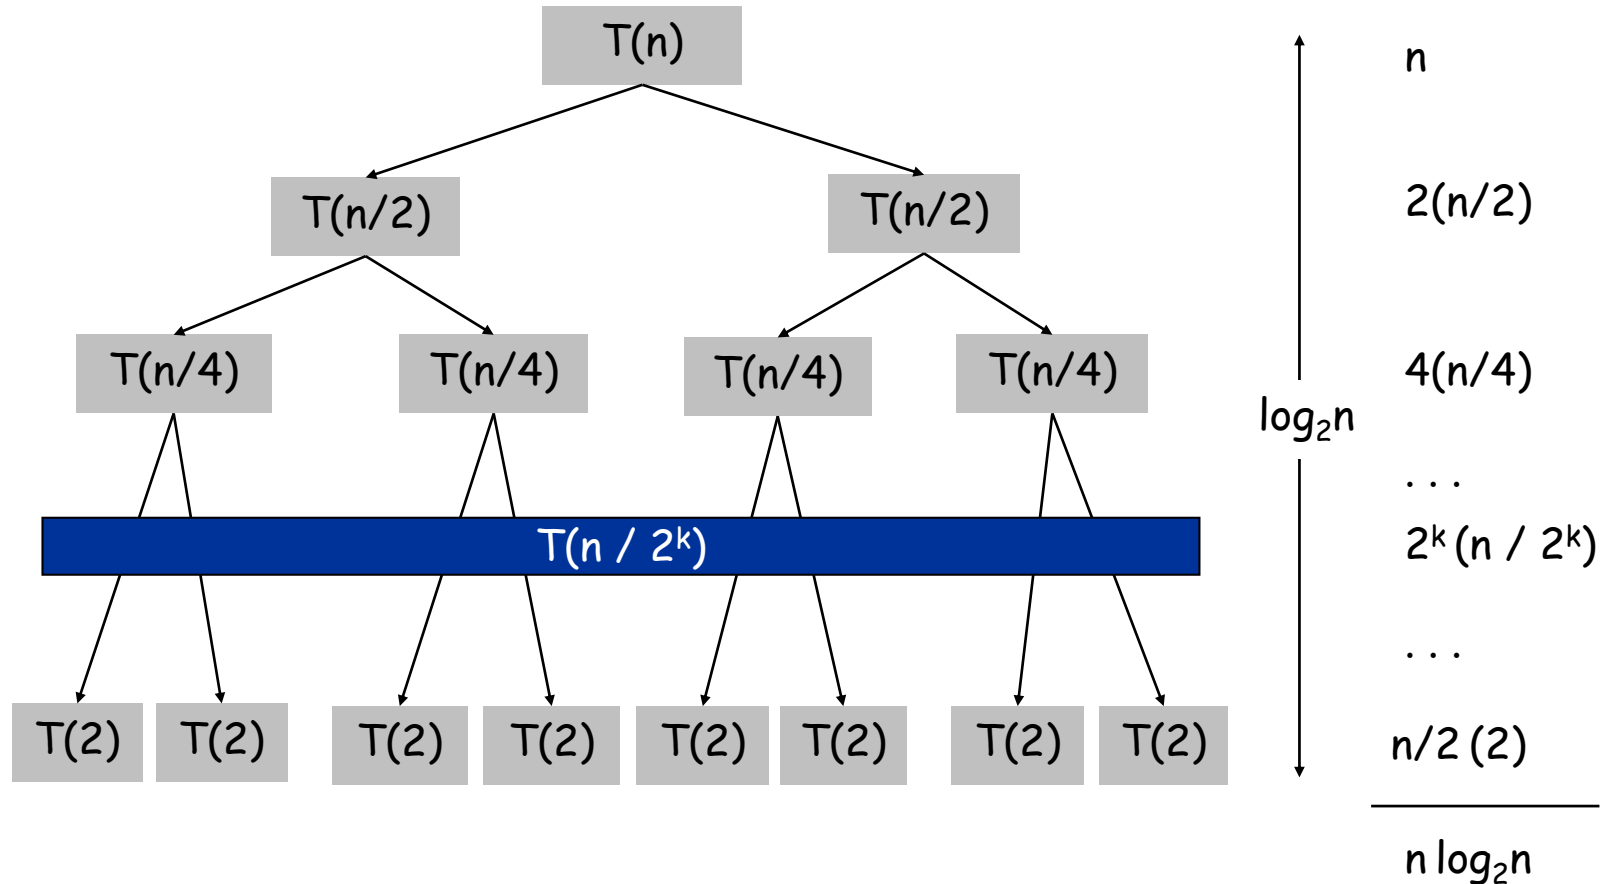 T(n) n
T(n/2) T(n/2) 2(n/2)
T(n/4) T(n/4) T(n/4) T(n/4) 4(n/4)
log₂n
. . .
T(n / 2ᵏ) 2ᵏ (n / 2ᵏ)
. . .
T(2) T(2) T(2) T(2) T(2) T(2) T(2) T(2) n/2 (2)
n log₂n